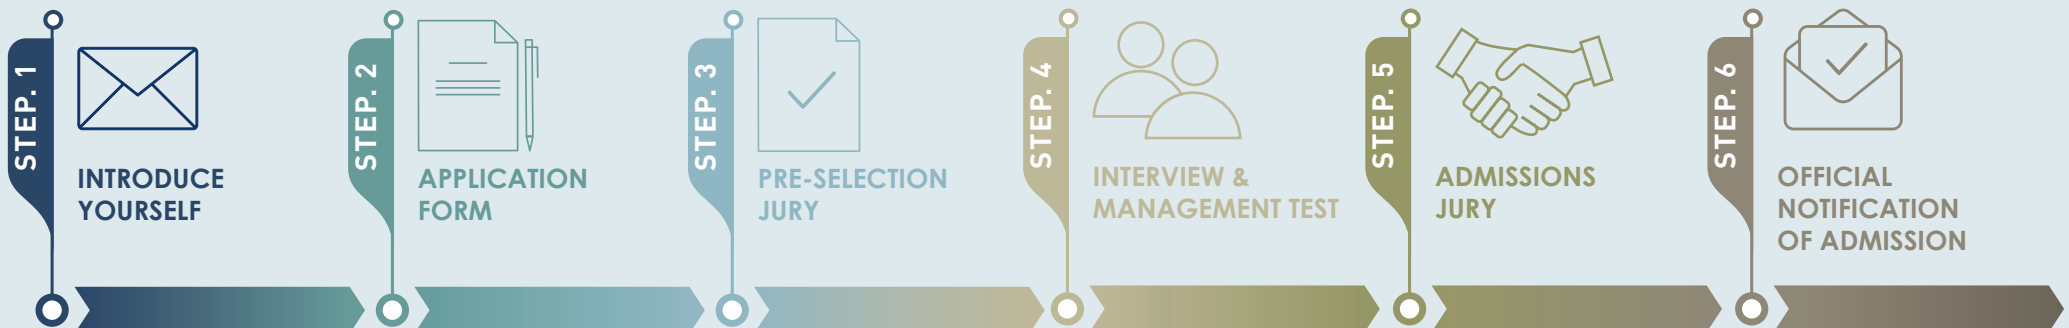 STEP. 1
INTRODUCE
YOURSELF
STEP. 2
APPLICATION
FORM
STEP. 3
PRE-SELECTION
JURY
STEP. 4
INTERVIEW &
MANAGEMENT TEST
STEP. 5
ADMISSIONS
JURY
STEP. 6
OFFICIAL
NOTIFICATION
OF ADMISSION